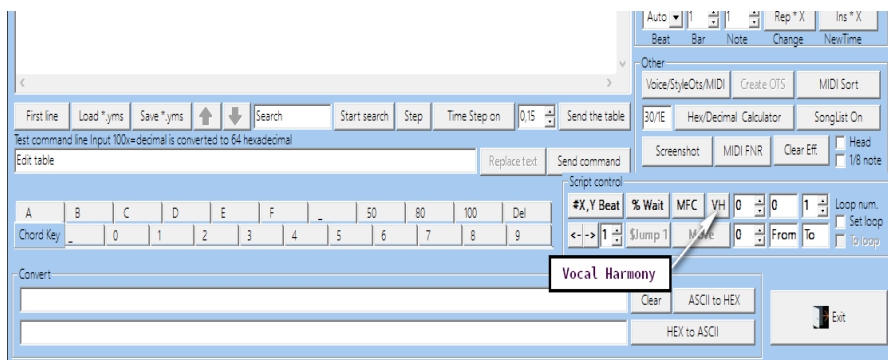 Auto 1 1 Rep * X Ins * X
Beat Bar Note Change NewTime
Other
Voice/StyleOts/MIDI Create OTS MIDI Sort
First line Load *.yms Save *.yms Search Start search Step Time Step on 0,15 Send the table
30/1E Hex/Decimal Calculator SongList On
Test command line Input 100x=decimal is converted to 64 hexadecimal
Edit table Replace text Send command
Screenshot MIDI FNR Clear Eff. Head
1/8 note
Script control
#X,Y Beat % Wait MFC VH 0 0 1 Loop num.
Set loop
A B C D E F _ 50 80 100 Del
Chord Key _ 0 1 2 3 4 5 6 7 8 9
<- -> 1 $Jump 1 Move 0 From To To loop
Vocal Harmony
Convert
Clear ASCII to HEX
HEX to ASCII
Exit